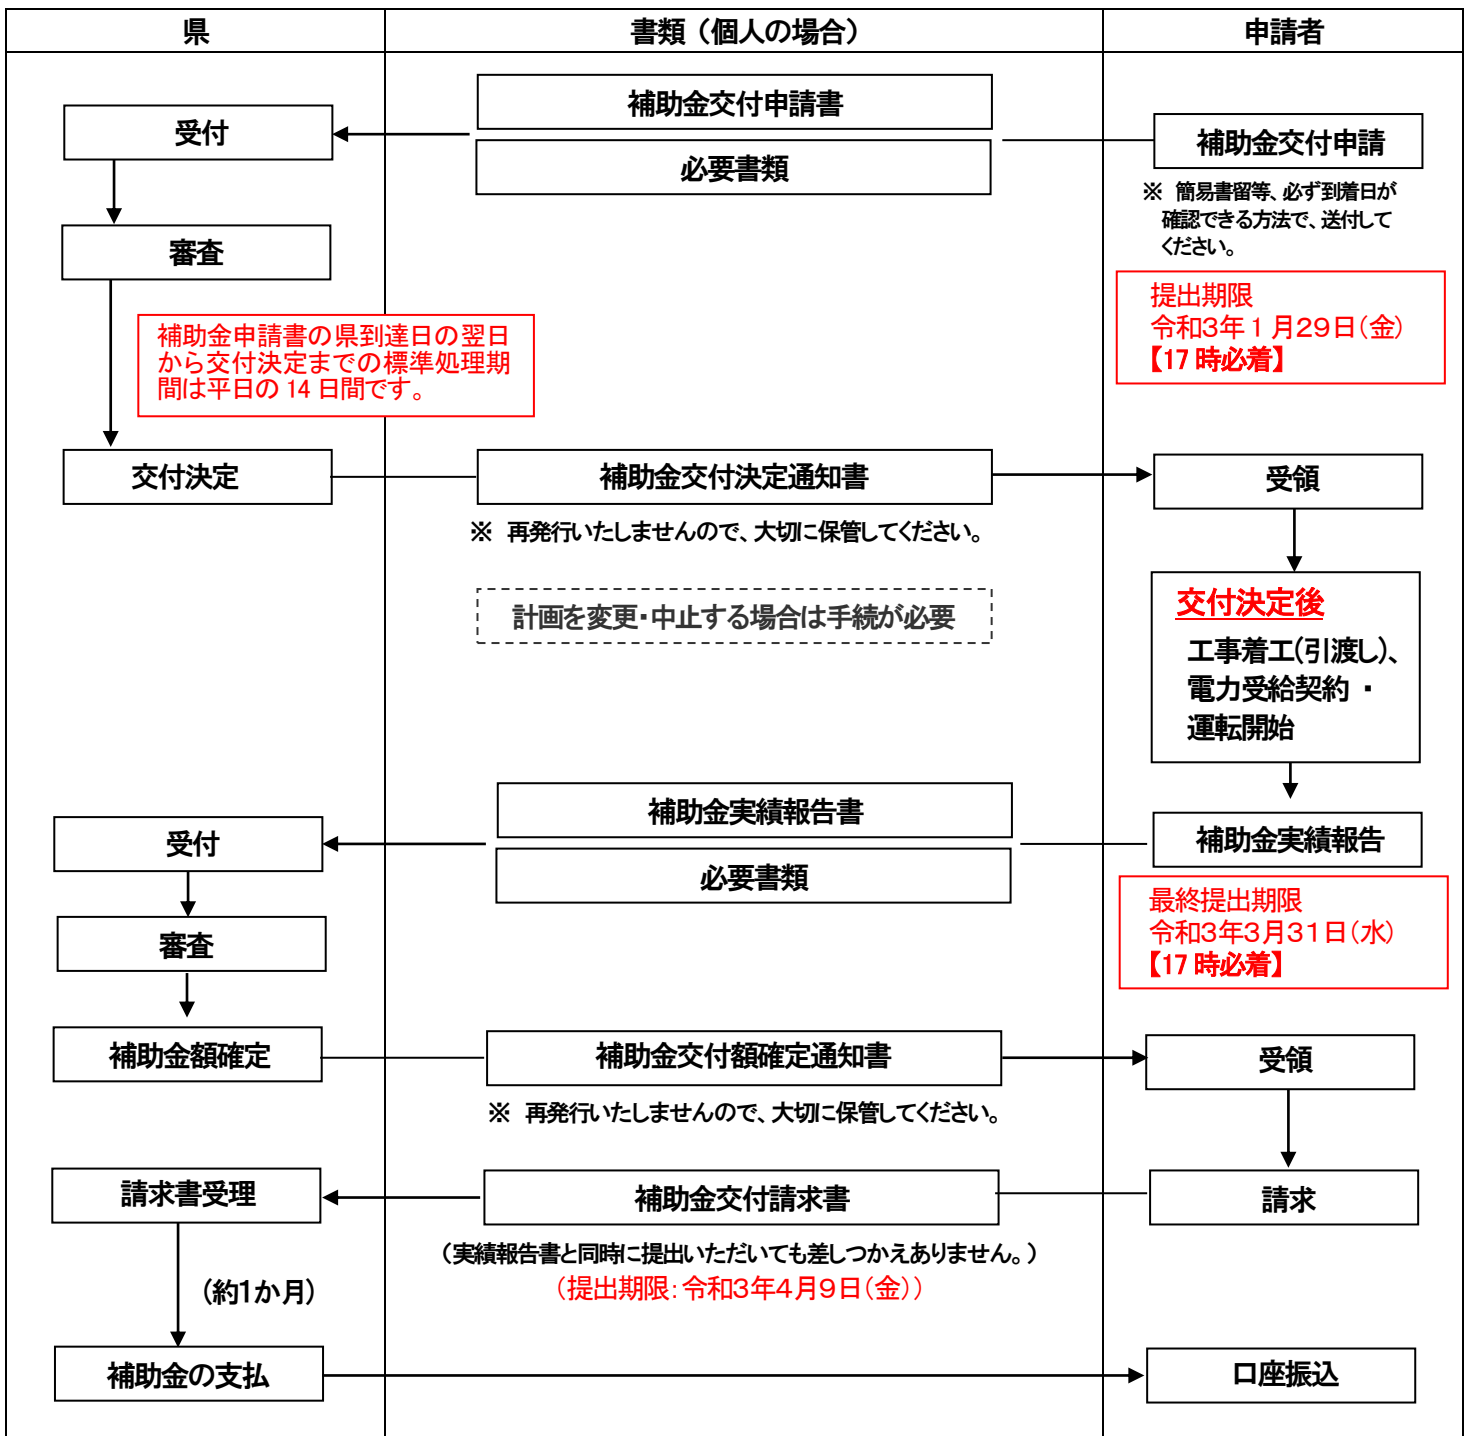 県
書類（個人の場合）
申請者
補助金交付申請書
受付
必要書類
補助金交付申請
※ 簡易書留等、必ず到着日が
確認できる方法で、送付して
ください。
審査
提出期限
令和3年1月29日(金)
【17時必着】
補助金申請書の県到達日の翌日
から交付決定までの標準処理期
間は平日の 14 日間です。
交付決定
補助金交付決定通知書
受領
※ 再発行いたしませんので、大切に保管してください。
計画を変更・中止する場合は手続が必要
交付決定後
工事着工(引渡し)、
電力受給契約 ・
運転開始
補助金実績報告書
受付
必要書類
補助金実績報告
最終提出期限
令和3年3月31日(水)
【17時必着】
審査
補助金額確定
補助金交付額確定通知書
受領
※ 再発行いたしませんので、大切に保管してください。
請求書受理
補助金交付請求書
請求
（実績報告書と同時に提出いただいても差しつかえありません。）
（提出期限：令和3年4月9日(金)）
(約1か月)
補助金の支払
口座振込